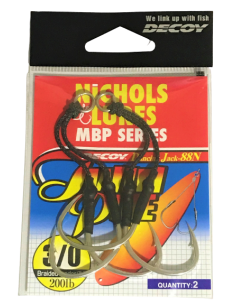 We link up with fish
DECOY
NiCHOLS
LURES
MBP SERIES
DECOY
Jack-88N
3/0
Braided
200lb
QUANTITY:2